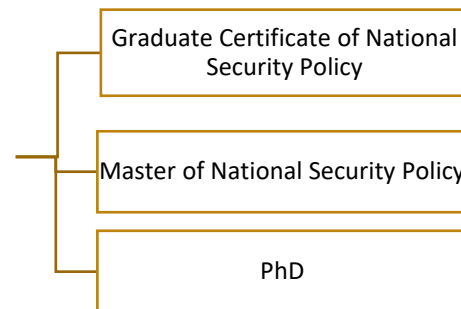 Graduate Certificate of National
Security Policy
Master of National Security Policy
PhD